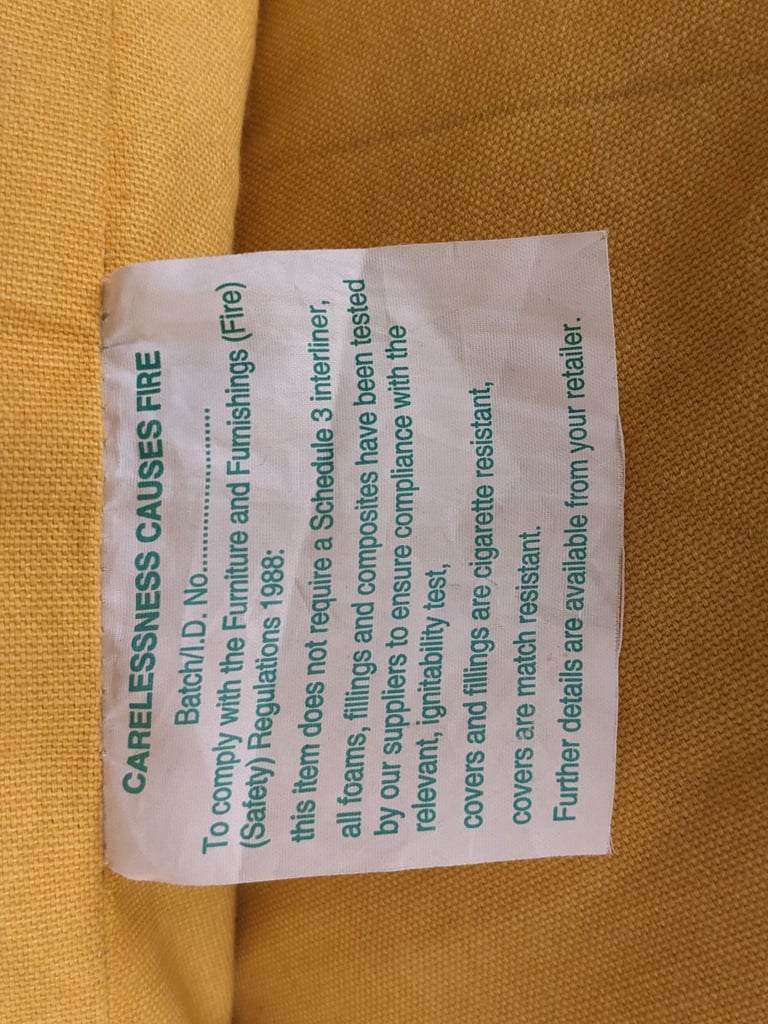 CARELESSNESS CAUSES FIRE
Batch/I.D. No..........................
To comply with the Furniture and Furnishings (Fire)
(Safety) Regulations 1988:
this item does not require a Schedule 3 interliner,
all foams, fillings and composites have been tested
by our suppliers to ensure compliance with the
relevant, ignitability test,
covers and fillings are cigarette resistant,
covers are match resistant.
Further details are available from your retailer.